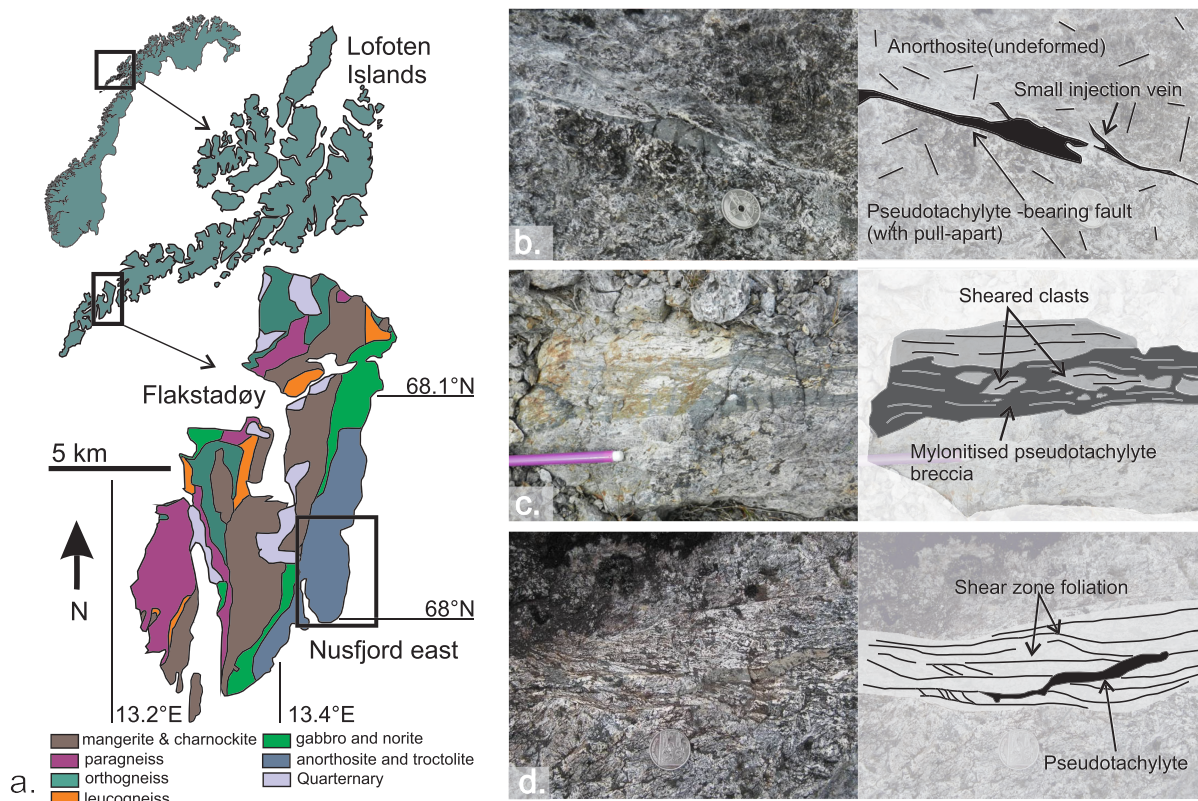 Lofoten
Islands
Flakstadøy
68.1°N
5 km
N
68°N
Nusfjord east
13.2°E
13.4°E
mangerite & charnockite
paragneiss
orthogneiss
leucogneiss
gabbro and norite
anorthosite and troctolite
Quarternary
a.
Anorthosite(undeformed)
Small injection vein
Pseudotachylyte -bearing fault
(with pull-apart)
b.
Sheared clasts
Mylonitised pseudotachylyte
breccia
c.
Shear zone foliation
Pseudotachylyte
d.